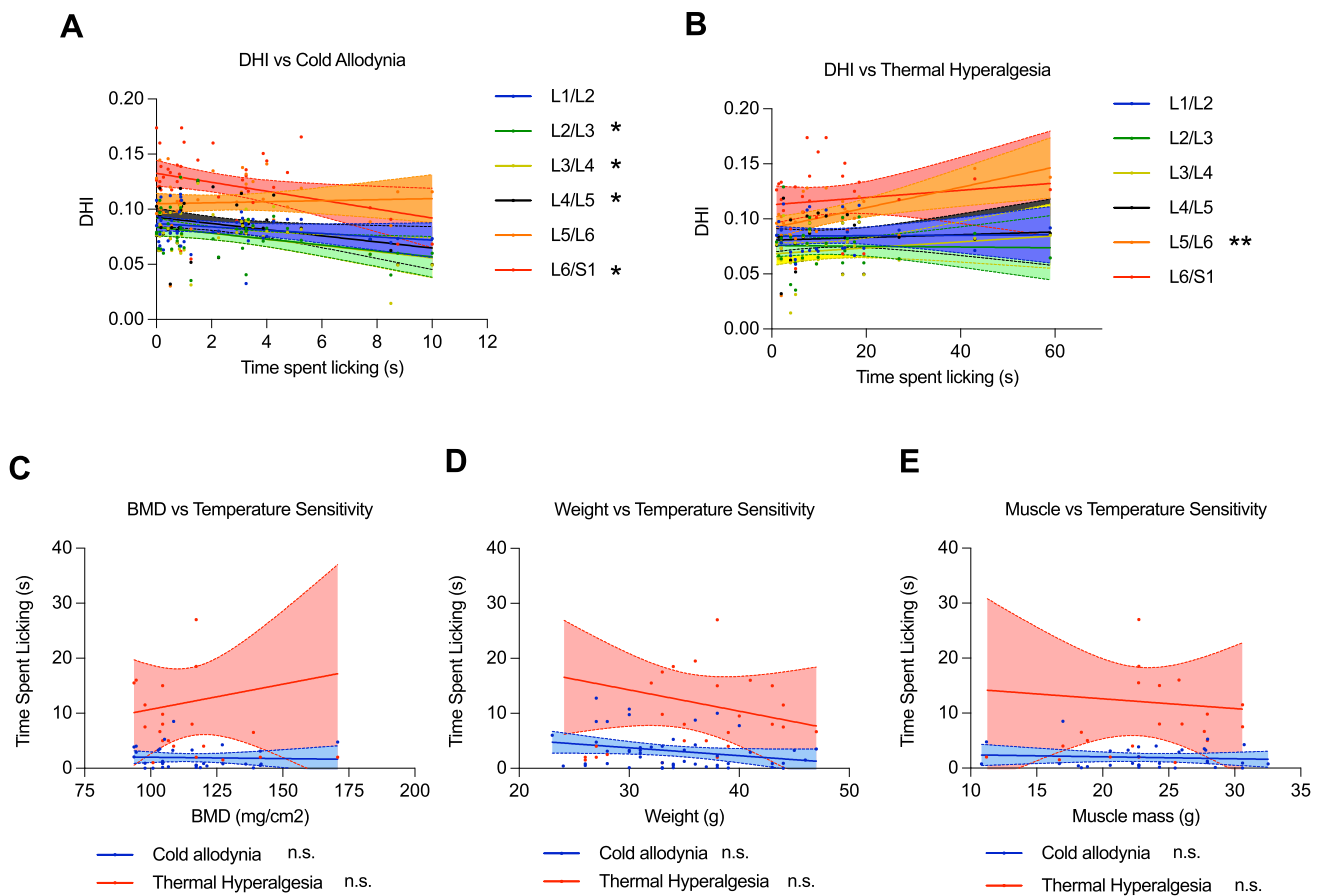 A
B
DHI vs Cold Allodynia
DHI vs Thermal Hyperalgesia
0.20
0.15
0.10
0.05
0.00
DHI
0
2
4
6
8
10
12
Time spent licking (s)
L1/L2
L2/L3 *
L3/L4 *
L4/L5 *
L5/L6
L6/S1 *
0.20
0.15
0.10
0.05
0.00
DHI
0
20
40
60
Time spent licking (s)
L1/L2
L2/L3
L3/L4
L4/L5
L5/L6 **
L6/S1
C
D
E
BMD vs Temperature Sensitivity
Weight vs Temperature Sensitivity
Muscle vs Temperature Sensitivity
Time Spent Licking (s)
40
30
20
10
0
75
100
125
150
175
200
BMD (mg/cm2)
Cold allodynia n.s.
Thermal Hyperalgesia n.s.
Time Spent Licking (s)
40
30
20
10
0
20
30
40
50
Weight (g)
Cold allodynia n.s.
Thermal Hyperalgesia n.s.
Time Spent Licking (s)
40
30
20
10
0
10
15
20
25
30
35
Muscle mass (g)
Cold allodynia n.s.
Thermal Hyperalgesia n.s.